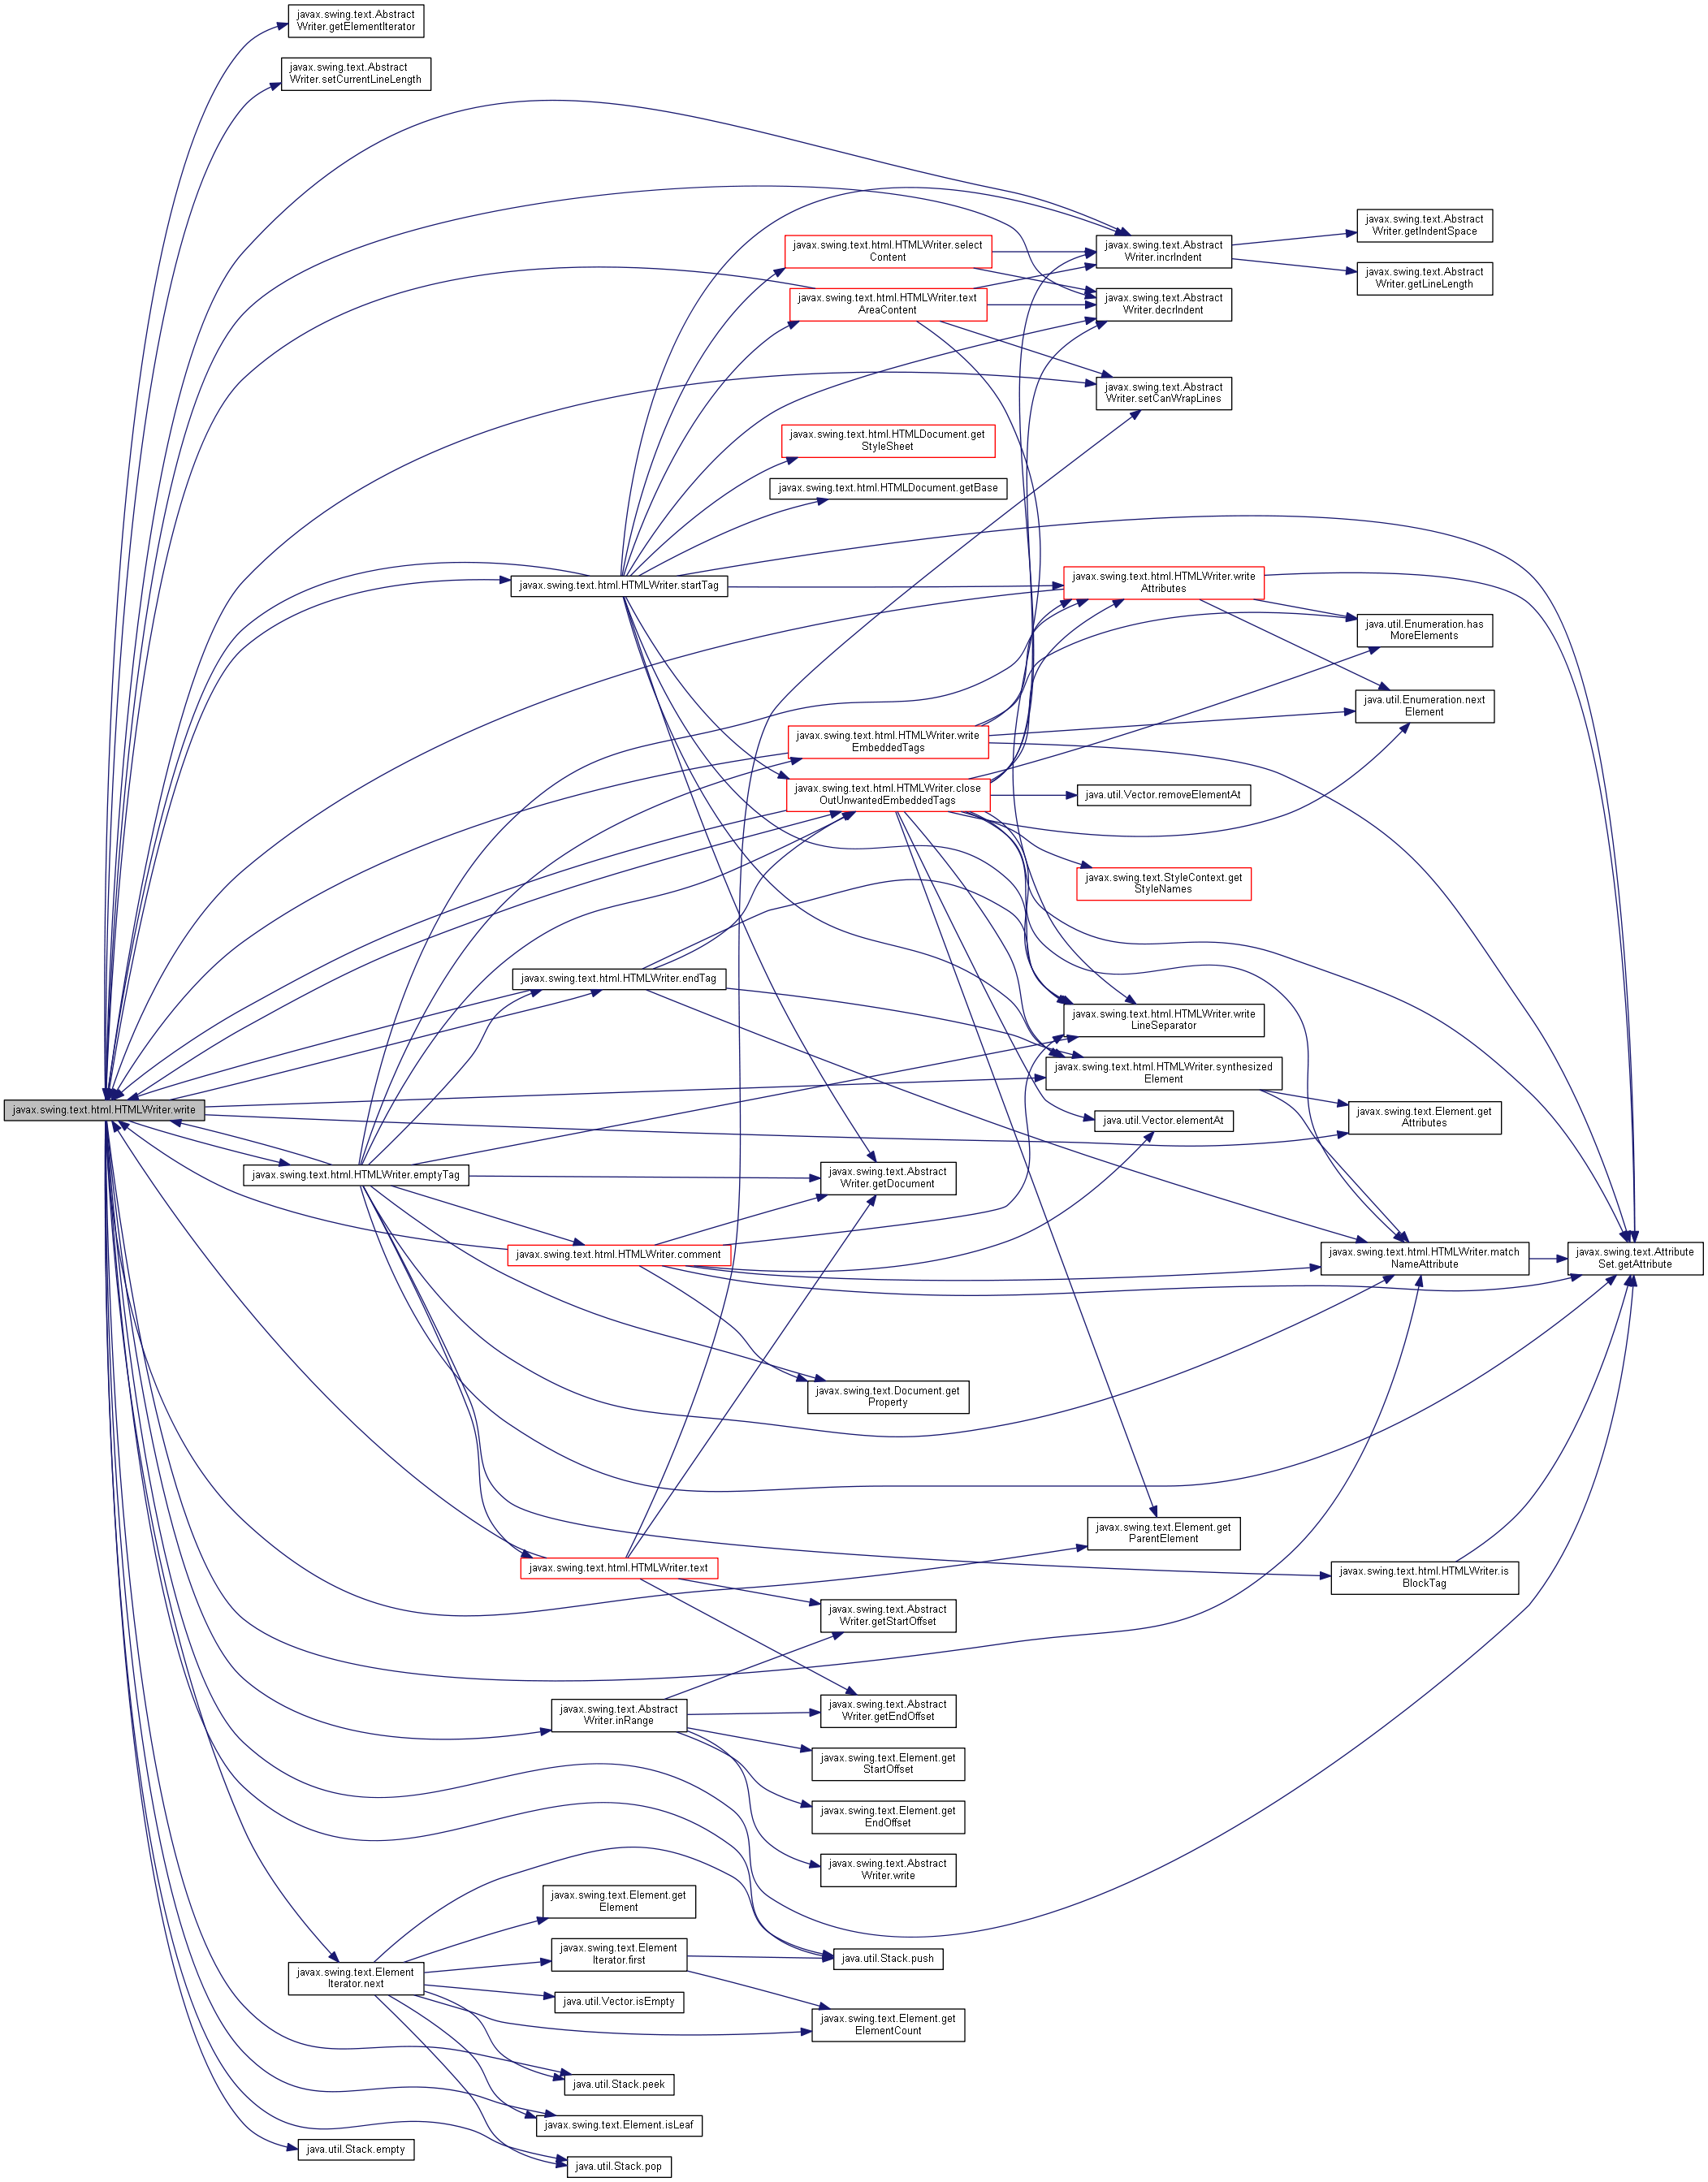 javax.swing.text.Abstract
Writer.getElementIterator
javax.swing.text.Abstract
Writer.setCurrentLineLength
javax.swing.text.html.HTMLWriter.select
Content
javax.swing.text.Abstract
Writer.incrIndent
javax.swing.text.Abstract
Writer.getIndentSpace
javax.swing.text.Abstract
Writer.getLineLength
javax.swing.text.html.HTMLWriter.text
AreaContent
javax.swing.text.Abstract
Writer.decrIndent
javax.swing.text.Abstract
Writer.setCanWrapLines
javax.swing.text.html.HTMLDocument.get
StyleSheet
javax.swing.text.html.HTMLDocument.getBase
javax.swing.text.html.HTMLWriter.startTag
javax.swing.text.html.HTMLWriter.write
Attributes
java.util.Enumeration.has
MoreElements
java.util.Enumeration.next
Element
javax.swing.text.html.HTMLWriter.write
EmbeddedTags
javax.swing.text.html.HTMLWriter.close
OutUnwantedEmbeddedTags
java.util.Vector.removeElementAt
javax.swing.text.StyleContext.get
StyleNames
javax.swing.text.html.HTMLWriter.endTag
javax.swing.text.html.HTMLWriter.write
LineSeparator
javax.swing.text.html.HTMLWriter.synthesized
Element
javax.swing.text.html.HTMLWriter.write
java.util.Vector.elementAt
javax.swing.text.Element.get
Attributes
javax.swing.text.html.HTMLWriter.emptyTag
javax.swing.text.Abstract
Writer.getDocument
javax.swing.text.html.HTMLWriter.comment
javax.swing.text.html.HTMLWriter.match
NameAttribute
javax.swing.text.Attribute
Set.getAttribute
javax.swing.text.Document.get
Property
javax.swing.text.Element.get
ParentElement
javax.swing.text.html.HTMLWriter.text
javax.swing.text.html.HTMLWriter.is
BlockTag
javax.swing.text.Abstract
Writer.getStartOffset
javax.swing.text.Abstract
Writer.inRange
javax.swing.text.Abstract
Writer.getEndOffset
javax.swing.text.Element.get
StartOffset
javax.swing.text.Element.get
EndOffset
javax.swing.text.Abstract
Writer.write
javax.swing.text.Element.get
Element
javax.swing.text.Element
Iterator.first
java.util.Stack.push
javax.swing.text.Element
Iterator.next
java.util.Vector.isEmpty
javax.swing.text.Element.get
ElementCount
java.util.Stack.peek
javax.swing.text.Element.isLeaf
java.util.Stack.empty
java.util.Stack.pop